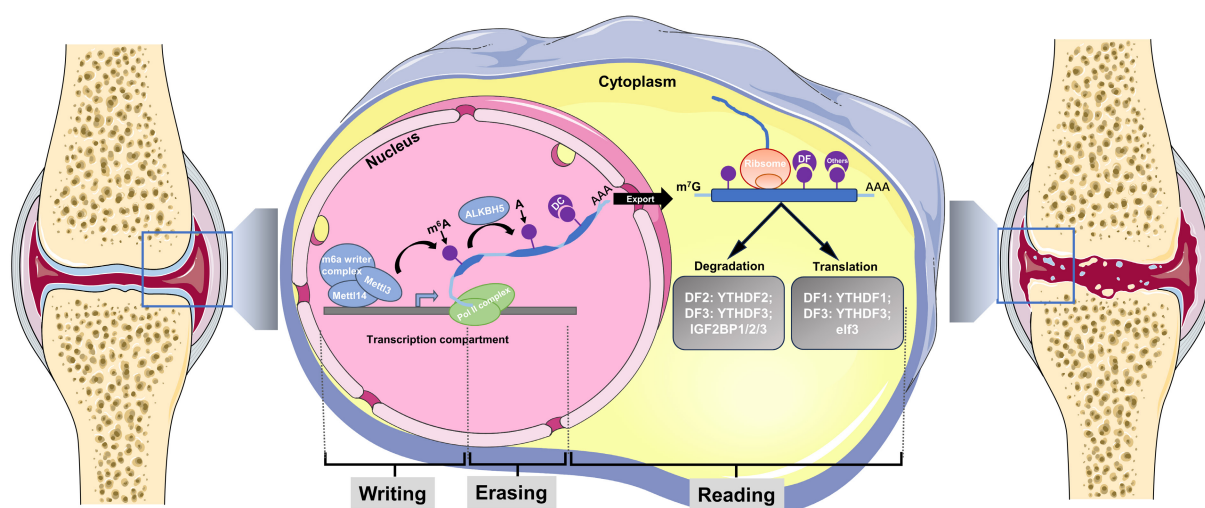 Cytoplasm
Nucleus
m6a writer
complex
Mettl3
Mettl14
m⁶A
ALKBH5
A
DC
AAA
Export
Pol II complex
Transcription compartment
m⁷G
Ribsome
DF
Others
AAA
Degradation
Translation
DF2: YTHDF2;
DF3: YTHDF3;
IGF2BP1/2/3
DF1: YTHDF1;
DF3: YTHDF3;
eIf3
Writing
Erasing
Reading